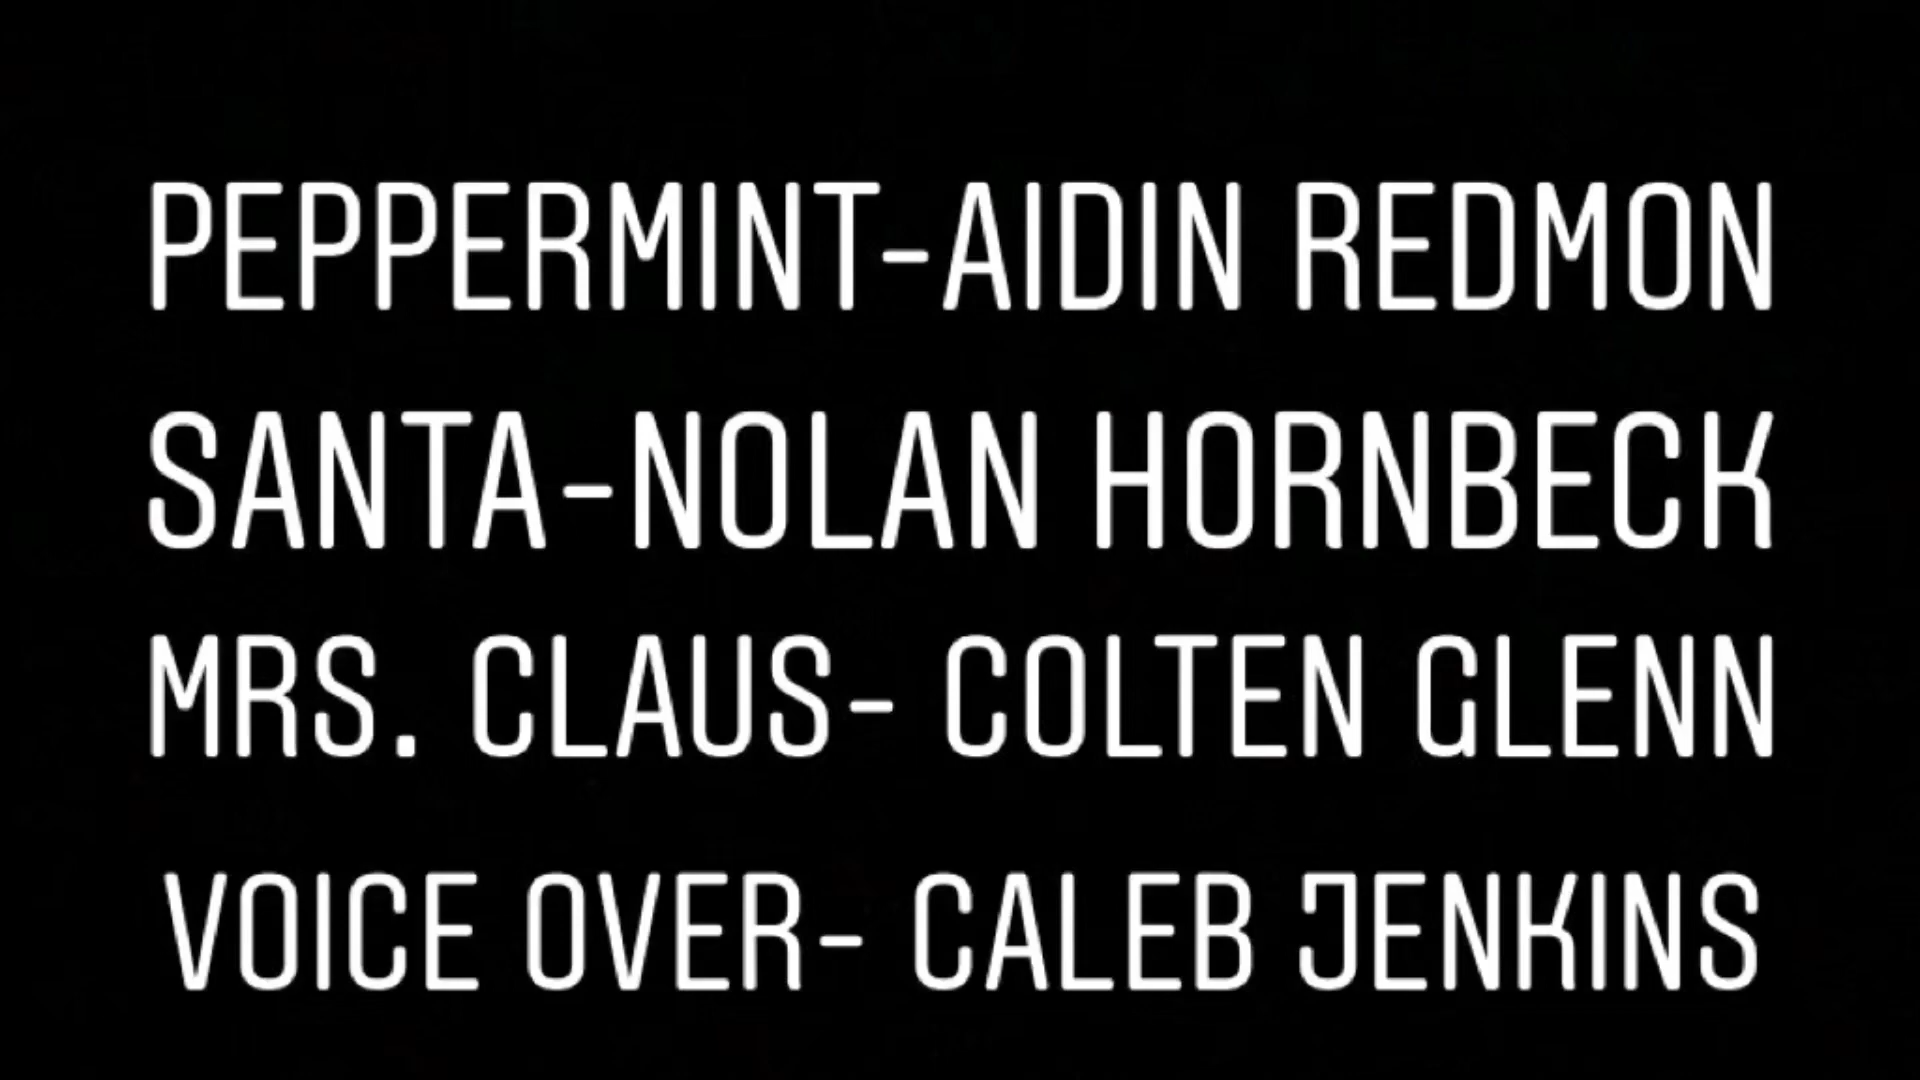 PEPPERMINT-AIDIN REDMON
SANTA-NOLAN HORNBECK
MRS. CLAUS- COLTEN GLENN
VOICE OVER- CALEB JENKINS